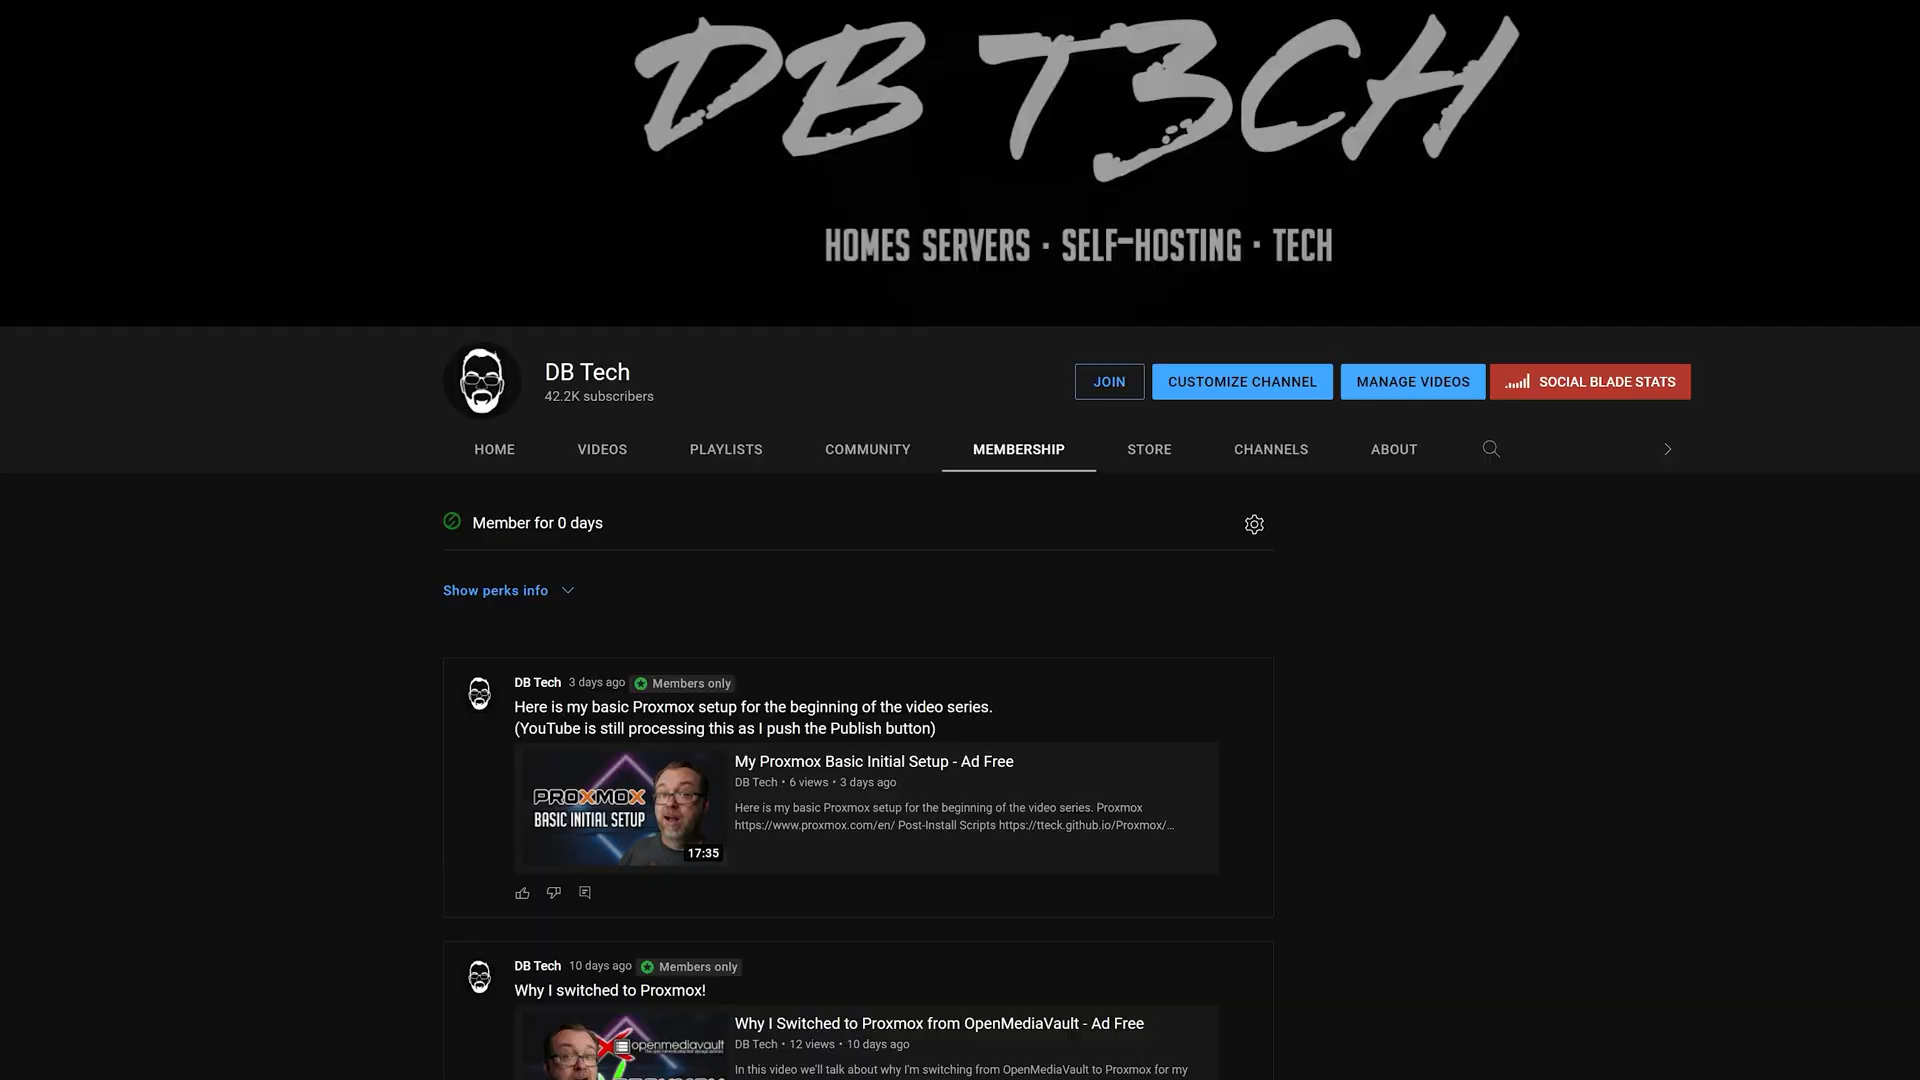 DB T3CH
HOMES SERVERS · SELF-HOSTING · TECH
DB Tech
42.2K subscribers
JOIN
CUSTOMIZE CHANNEL
MANAGE VIDEOS
SOCIAL BLADE STATS
HOME
VIDEOS
PLAYLISTS
COMMUNITY
MEMBERSHIP
STORE
CHANNELS
ABOUT
Member for 0 days
Show perks info
DB Tech 3 days ago Members only
Here is my basic Proxmox setup for the beginning of the video series.
(YouTube is still processing this as I push the Publish button)
PROXMOX
BASIC INITIAL SETUP
17:35
My Proxmox Basic Initial Setup - Ad Free
DB Tech • 6 views • 3 days ago
Here is my basic Proxmox setup for the beginning of the video series. Proxmox
https://www.proxmox.com/en/ Post-Install Scripts https://tteck.github.io/Proxmox/...
DB Tech 10 days ago Members only
Why I switched to Proxmox!
openmediavault
Why I Switched to Proxmox from OpenMediaVault - Ad Free
DB Tech • 12 views • 10 days ago
In this video we'll talk about why I'm switching from OpenMediaVault to Proxmox for my